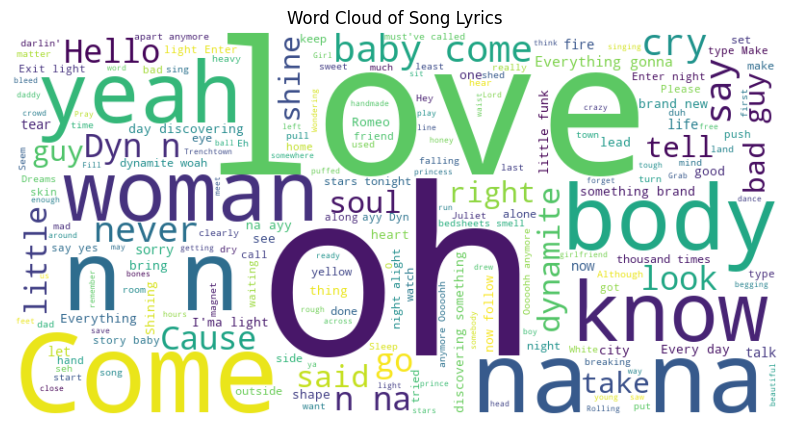 Word Cloud of Song Lyrics
apart anymore
darlin'
matter
Hello
light Enter
keep
must've called
Girl
baby come
cry
think
singing
set
type Make
Exit light
bad
sing
heavy
shine
sweet
much
least
sit
fire
Everything gonna
say
eye
make
bleed
word
daddy
yeah
love
really
hear
one
shed
Enter night
Please
bad guy
first
crowd
Pray
time
tear
day discovering
Wondering
handmade
Hey
Lord
crazy
brand new
duh
life
push
guy
Dyn n
pull
left
Romeo
play
line
waist
little funk
town
free
Fill
Trenchtown
ball
Eh
home
used
friend
honey
tell
lead
land
Seem
dynamite woah
somewhere
falling
last
tough
mind
good
Dreams
skin
enough
woman
meet
stars tonight
puffed
princess
right
turn
Grab
forget
dance
little
mad
around
never
clearly
soul
along
ayy Dyn
run
Juliet
alone
bedsheets smell
body
something brand
say yes
may
getting
sorry
na ayy
dry
see
call
oh
heart
dynamite
girlfriend
thousand times
n n
bring
remember
bones
room
magnet
waiting
ready
yellow
night alight
watch
anymore Ooooohh
discovering something
drew
somebody
now follow
Ooooohh anymore
now
Although
got
look
type
begging
feet
dad
Everything
save
Shining
I'ma light
thing
rough
done
across
boy
know
story baby
hours
Cause
Come
let
hand
seh
start
song
close
side
ya
outside
shape
want
Sleep
go
tried
said
n na
light
prince
stars
night
White
city
breaking
Every day
talk
way
na na
take
head
young
saw
Rolling
put
beautiful